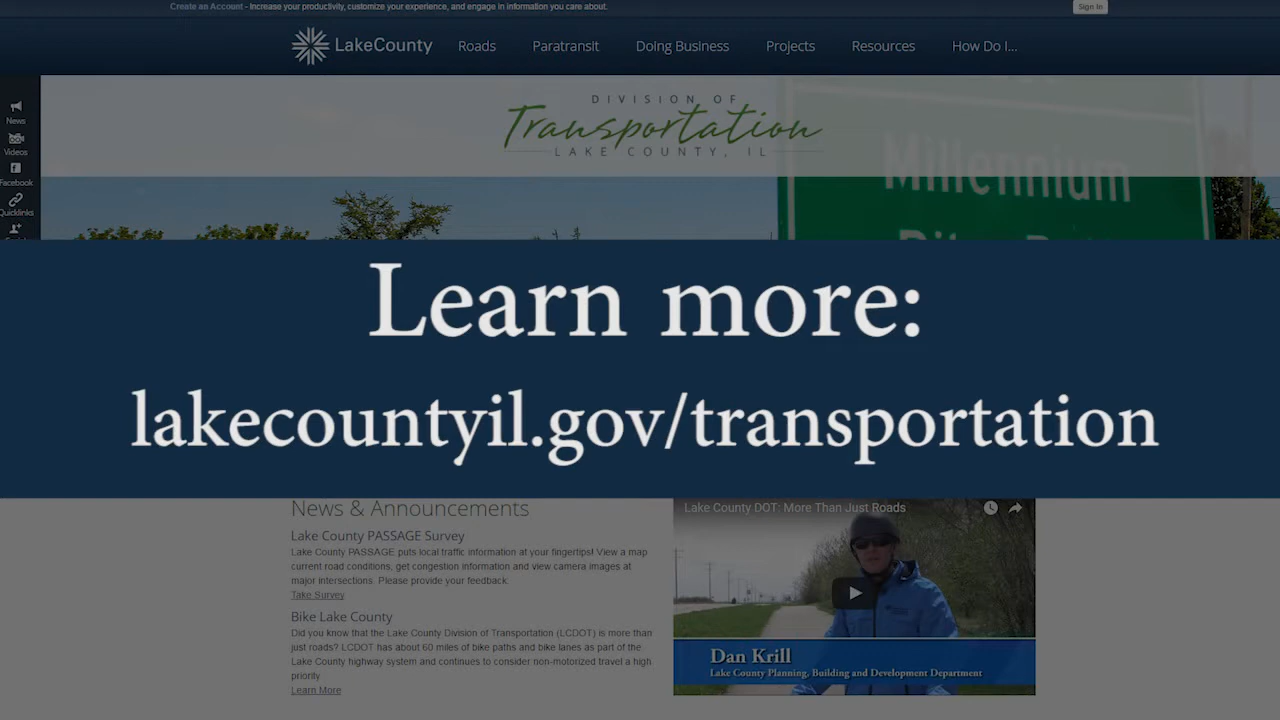 Create an Account - Increase your productivity, customize your experience, and engage in information you care about.
Sign In
LakeCounty
Roads
Paratransit
Doing Business
Projects
Resources
How Do I...
News
Videos
Facebook
Quicklinks
DIVISION OF
Transportation
LAKE COUNTY, IL
Millennium
Learn more:
lakecountyil.gov/transportation
News & Announcements
Lake County PASSAGE Survey
Lake County PASSAGE puts local traffic information at your fingertips! View a map
current road conditions, get congestion information and view camera images at
major intersections. Please provide your feedback.
Take Survey
Bike Lake County
Did you know that the Lake County Division of Transportation (LCDOT) is more than
just roads? LCDOT has about 60 miles of bike paths and bike lanes as part of the
Lake County highway system and continues to consider non-motorized travel a high
priority
Learn More
Lake County DOT: More Than Just Roads
Dan Krill
Lake County Planning, Building and Development Department